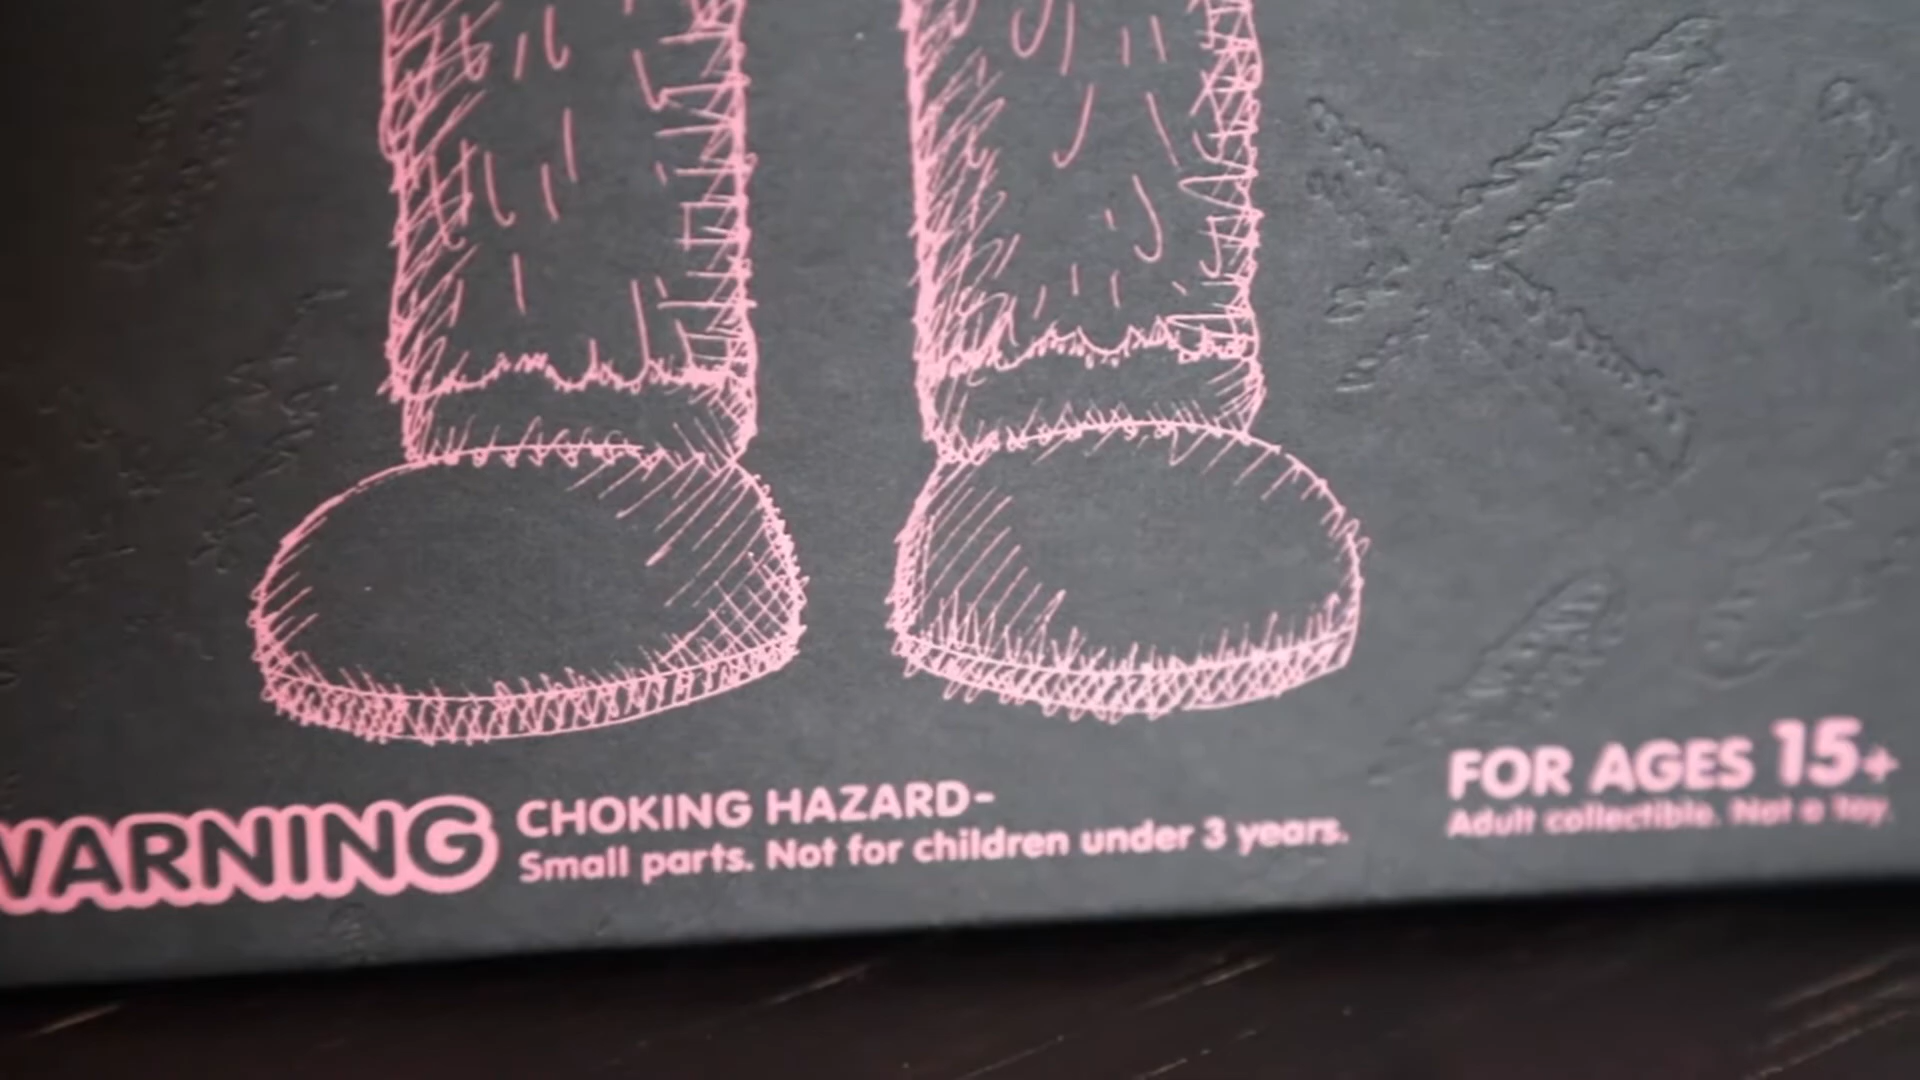 WARNING
CHOKING HAZARD-
Small parts. Not for children under 3 years.
FOR AGES 15+
Adult collectible. Not a toy.